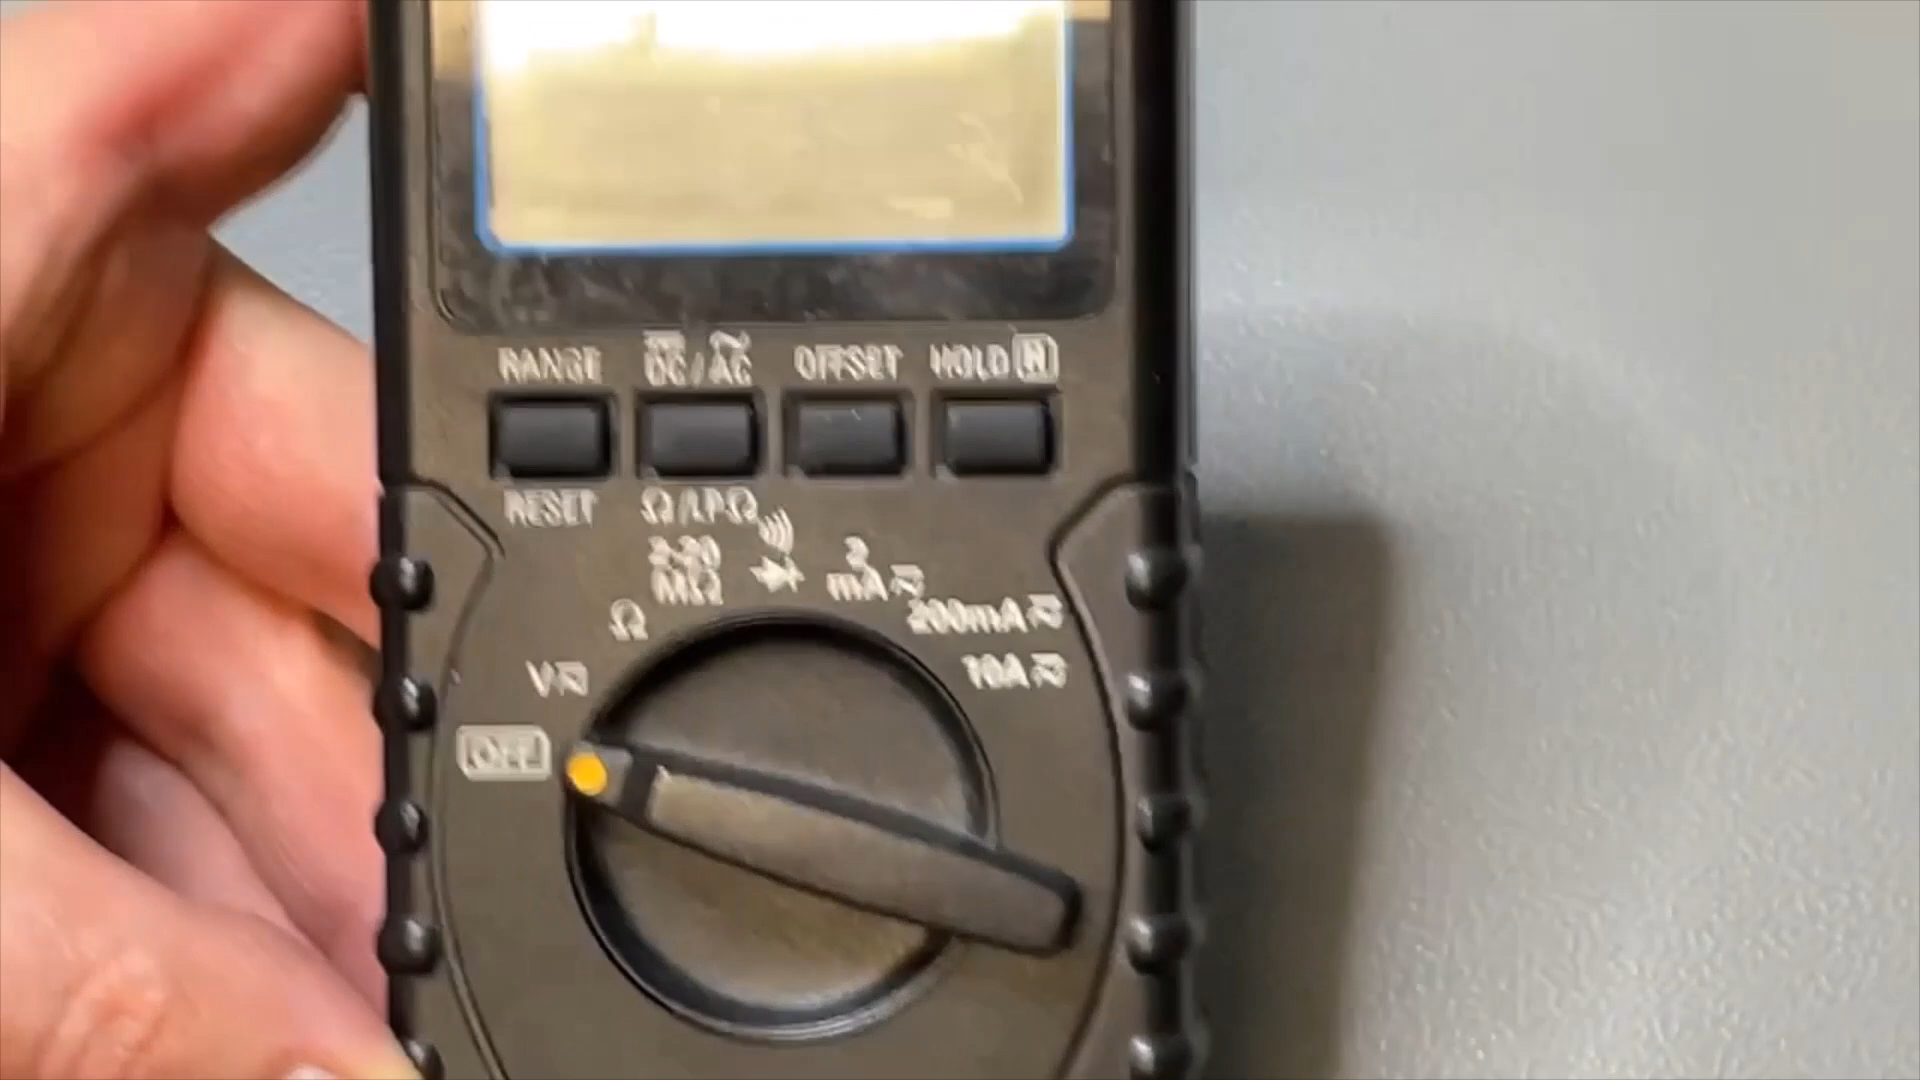 RANGE DC/AC OFFSET HOLD H
RESET Ω/LPΩ
2-20 MΩ
2 mA
Ω
200mA
V
10A
OFF